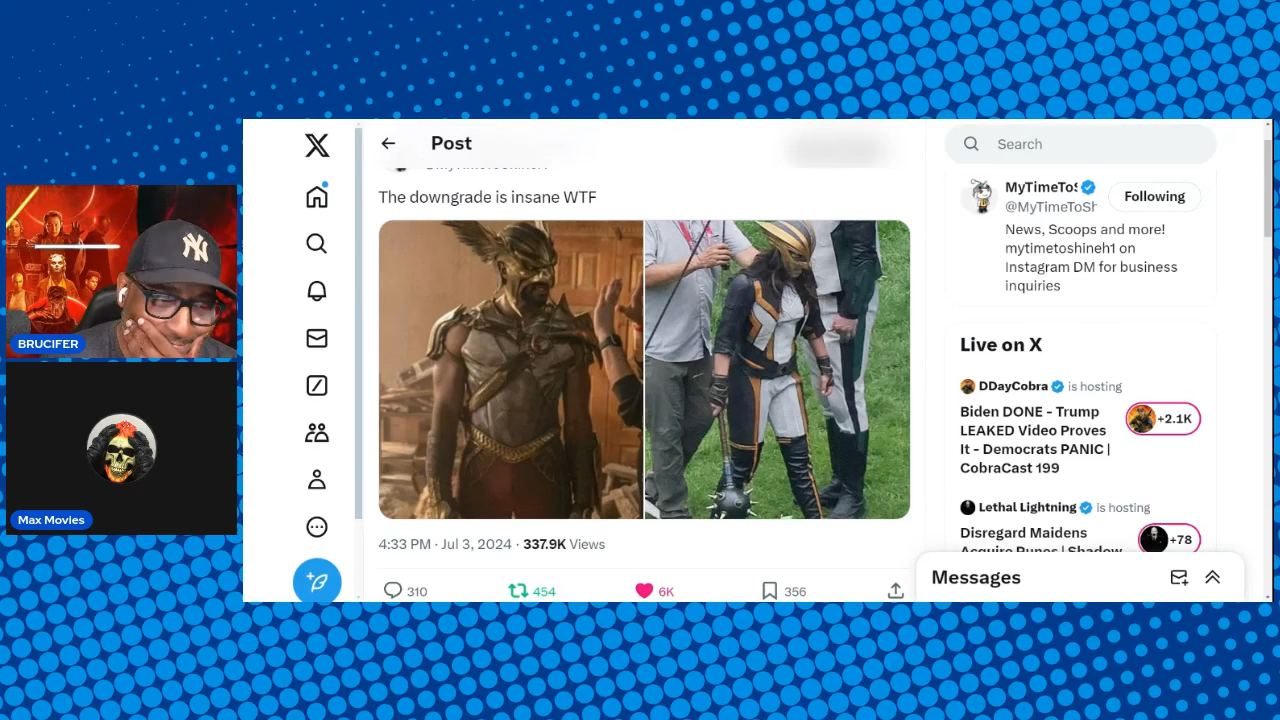 BRUCIFER
Max Movies
Post
The downgrade is insane WTF
4:33 PM · Jul 3, 2024 · 337.9K Views
310
454
6K
356
Search
MyTimeToS
@MyTimeToSh
Following
News, Scoops and more!
mytimetoshineh1 on
Instagram DM for business
inquiries
Live on X
DDayCobra is hosting
Biden DONE - Trump
LEAKED Video Proves
It - Democrats PANIC |
CobraCast 199
+2.1K
Lethal Lightning is hosting
Disregard Maidens
Acquire Runes | Shadow
+78
Messages